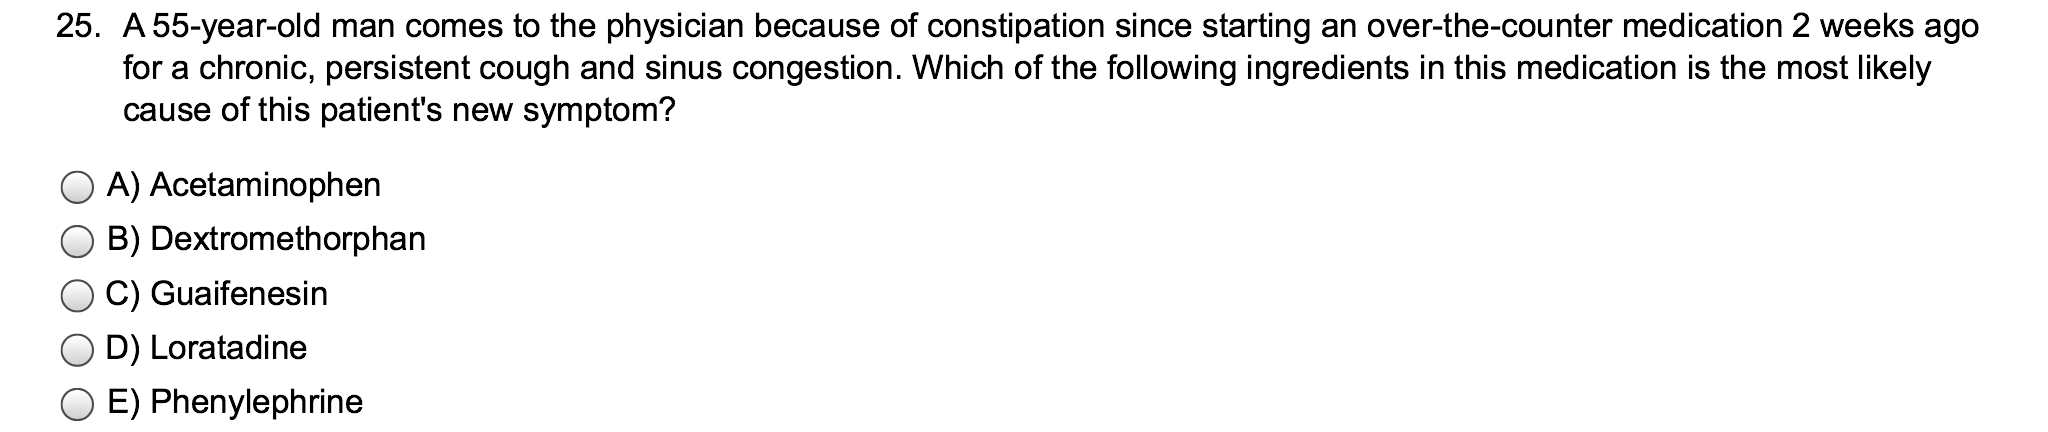 25. A 55-year-old man comes to the physician because of constipation since starting an over-the-counter medication 2 weeks ago
for a chronic, persistent cough and sinus congestion. Which of the following ingredients in this medication is the most likely
cause of this patient's new symptom?
A) Acetaminophen
B) Dextromethorphan
C) Guaifenesin
D) Loratadine
E) Phenylephrine